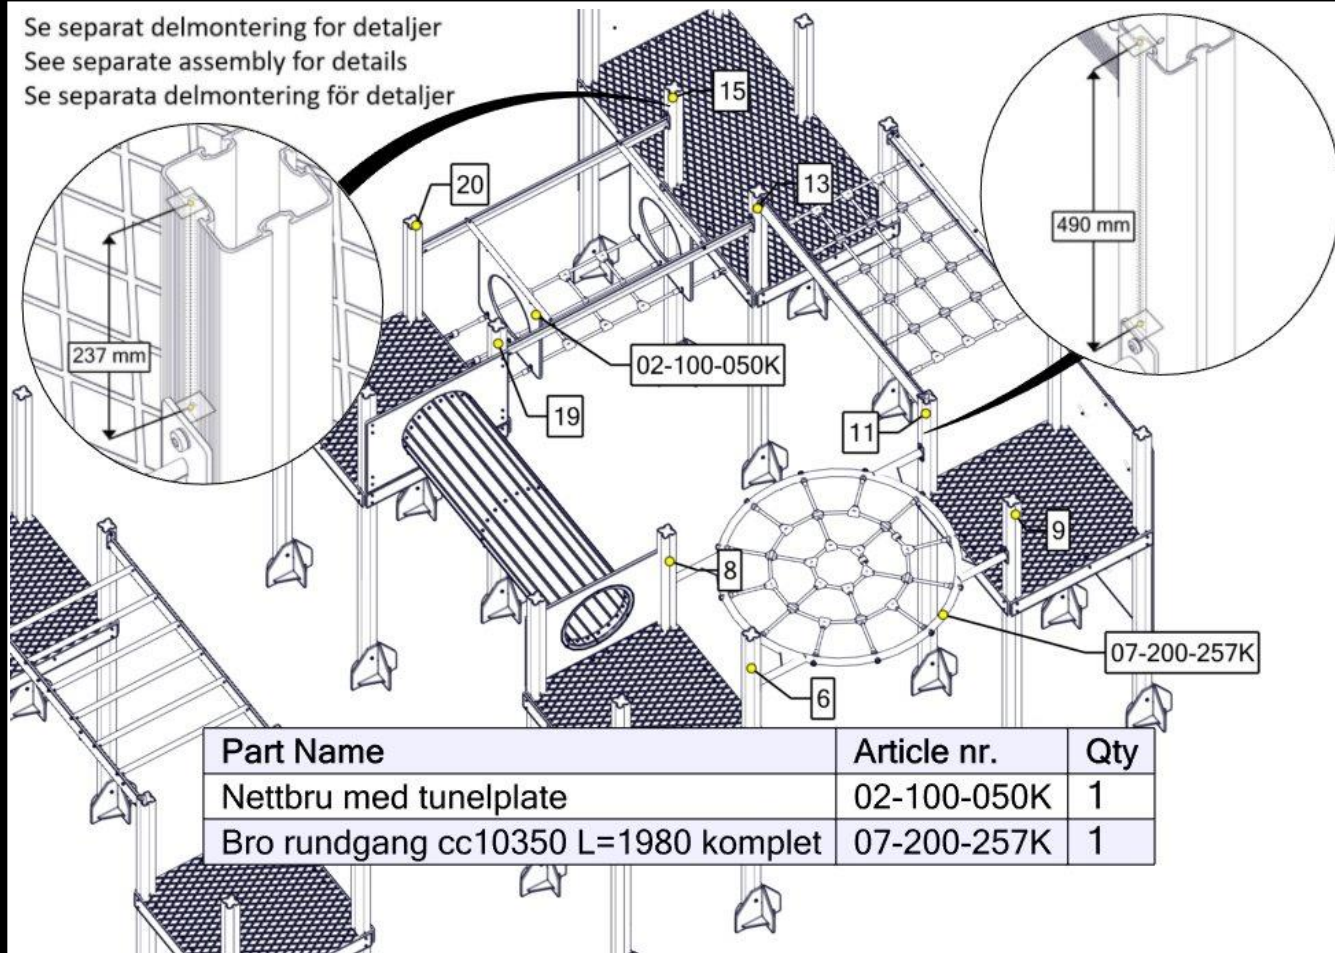 Se separat delmontering for detaljer
See separate assembly for details
Se separata delmontering för detaljer
15
20
13
490 mm
237 mm
02-100-050K
19
11
9
8
07-200-257K
6
Part Name Article nr. Qty
Nettbru med tunelplate 02-100-050K 1
Bro rundgang cc10350 L=1980 komplet 07-200-257K 1